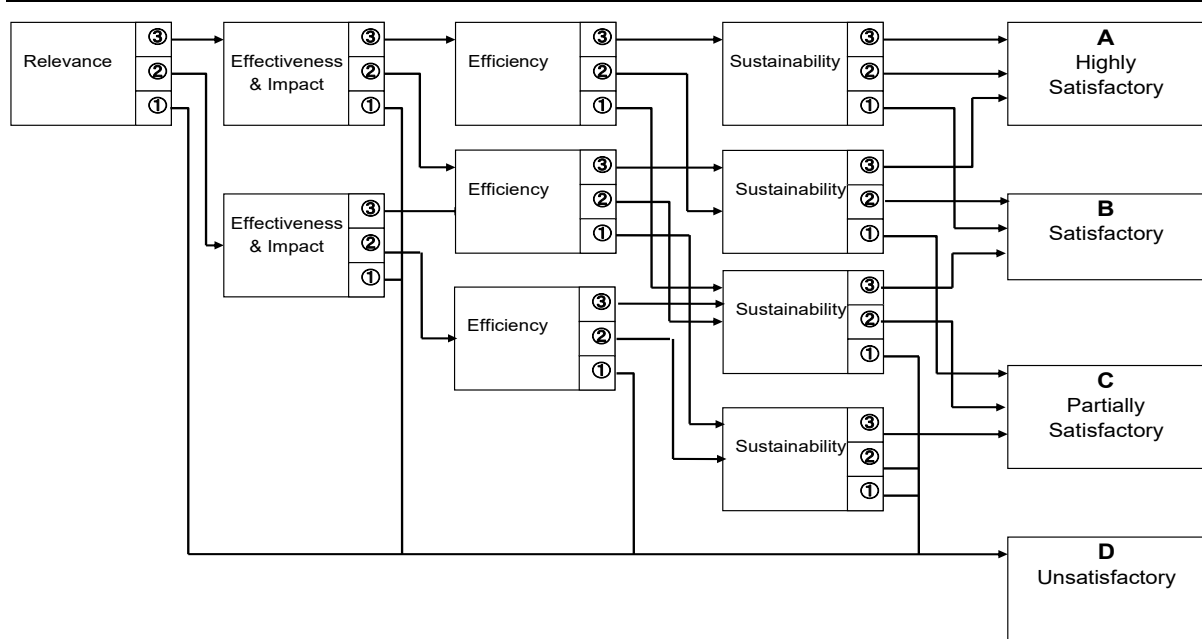 Relevance
③
②
①
Effectiveness
& Impact
③
②
①
Efficiency
③
②
①
Sustainability
③
②
①
A
Highly
Satisfactory
Effectiveness
& Impact
③
②
①
Efficiency
③
②
①
Sustainability
③
②
①
B
Satisfactory
Efficiency
③
②
①
Sustainability
③
②
①
C
Partially
Satisfactory
Sustainability
③
②
①
D
Unsatisfactory